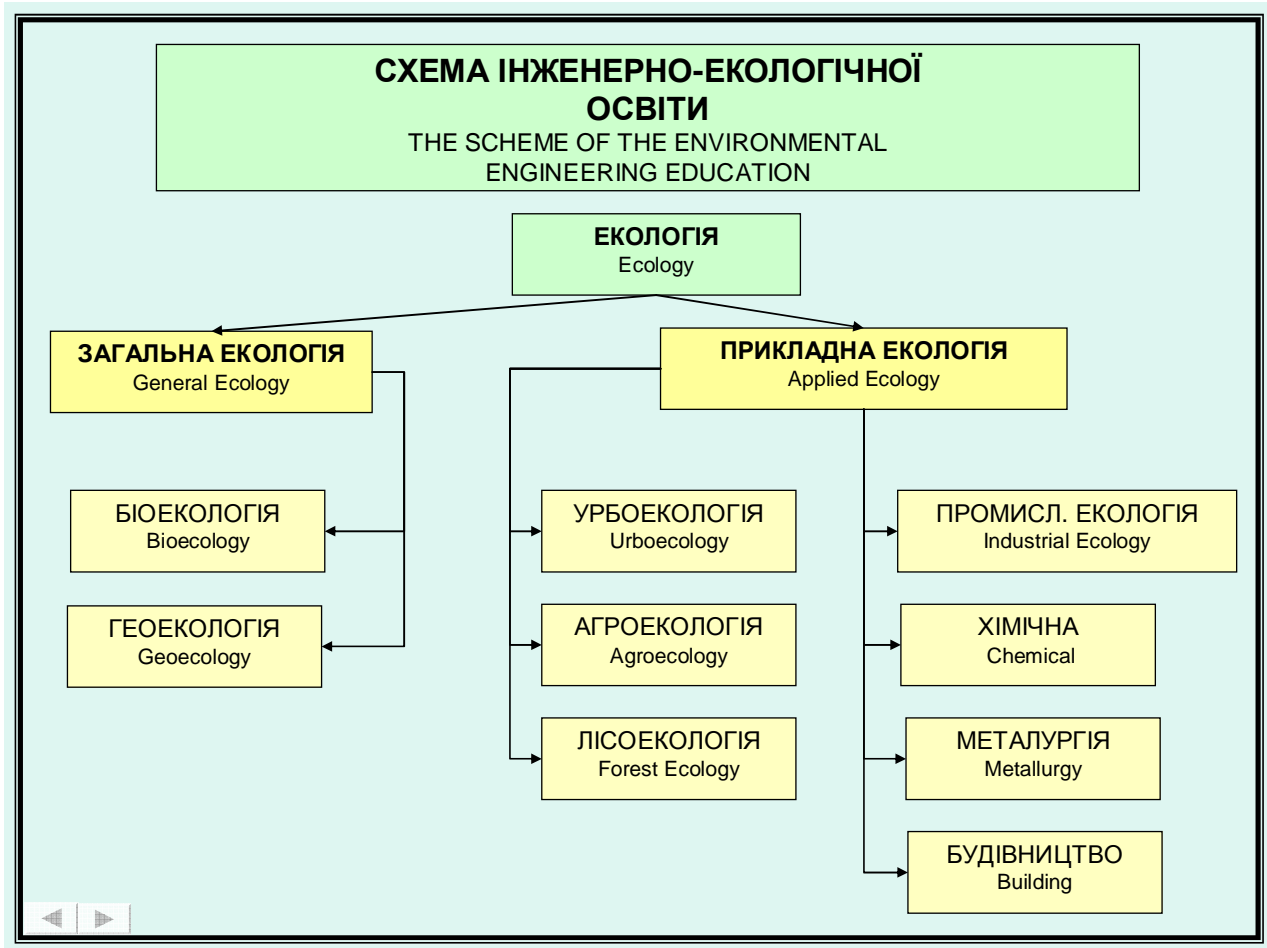 СХЕМА ІНЖЕНЕРНО-ЕКОЛОГІЧНОЇ
ОСВІТИ
THE SCHEME OF THE ENVIRONMENTAL
ENGINEERING EDUCATION
ЕКОЛОГІЯ
Ecology
ЗАГАЛЬНА ЕКОЛОГІЯ
General Ecology
ПРИКЛАДНА ЕКОЛОГІЯ
Applied Ecology
БІОЕКОЛОГІЯ
Bioecology
УРБОЕКОЛОГІЯ
Urboecology
ПРОМИСЛ. ЕКОЛОГІЯ
Industrial Ecology
ГЕОЕКОЛОГІЯ
Geoecology
АГРОЕКОЛОГІЯ
Agroecology
ХІМІЧНА
Chemical
ЛІСОЕКОЛОГІЯ
Forest Ecology
МЕТАЛУРГІЯ
Metallurgy
БУДІВНИЦТВО
Building